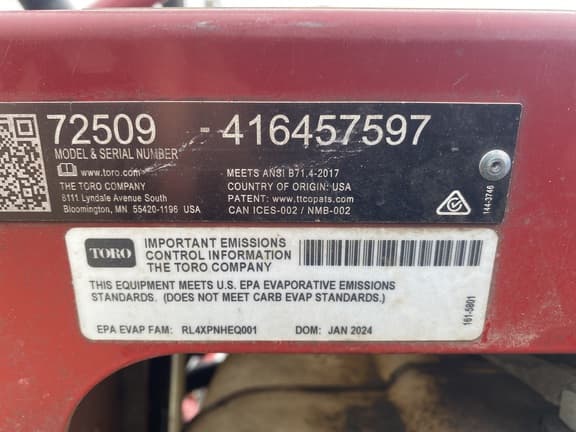 72509 - 416457597
MODEL & SERIAL NUMBER
www.toro.com
THE TORO COMPANY
8111 Lyndale Avenue South
Bloomington, MN 55420-1196 USA
MEETS ANSI B71.4-2017
COUNTRY OF ORIGIN: USA
PATENT: www.ttcopats.com
CAN ICES-002 / NMB-002
144-3746
TORO
IMPORTANT EMISSIONS
CONTROL INFORMATION
THE TORO COMPANY
THIS EQUIPMENT MEETS U.S. EPA EVAPORATIVE EMISSIONS
STANDARDS. (DOES NOT MEET CARB EVAP STANDARDS.)
EPA EVAP FAM: RL4XPNHEQ001 DOM: JAN 2024
161-5801